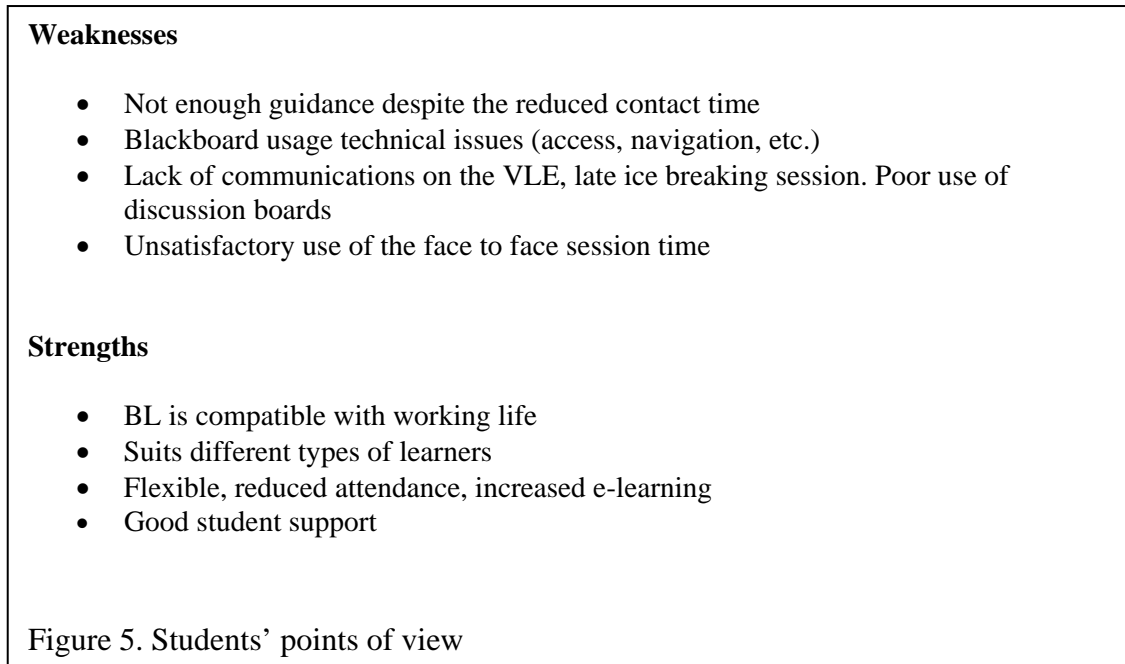 Weaknesses
• Not enough guidance despite the reduced contact time
• Blackboard usage technical issues (access, navigation, etc.)
• Lack of communications on the VLE, late ice breaking session. Poor use of
discussion boards
• Unsatisfactory use of the face to face session time
Strengths
• BL is compatible with working life
• Suits different types of learners
• Flexible, reduced attendance, increased e-learning
• Good student support
Figure 5. Students’ points of view